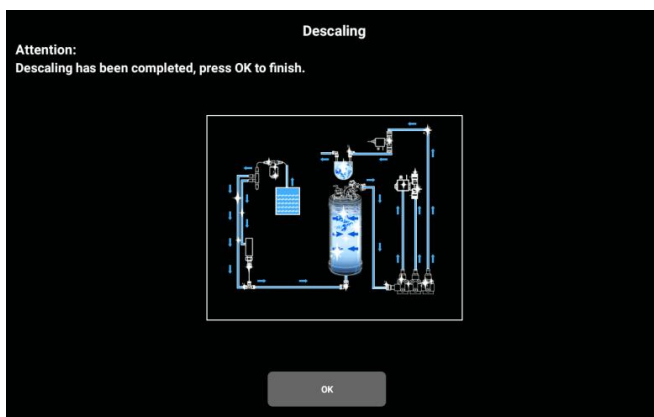 Descaling
Attention:
Descaling has been completed, press OK to finish.
OK